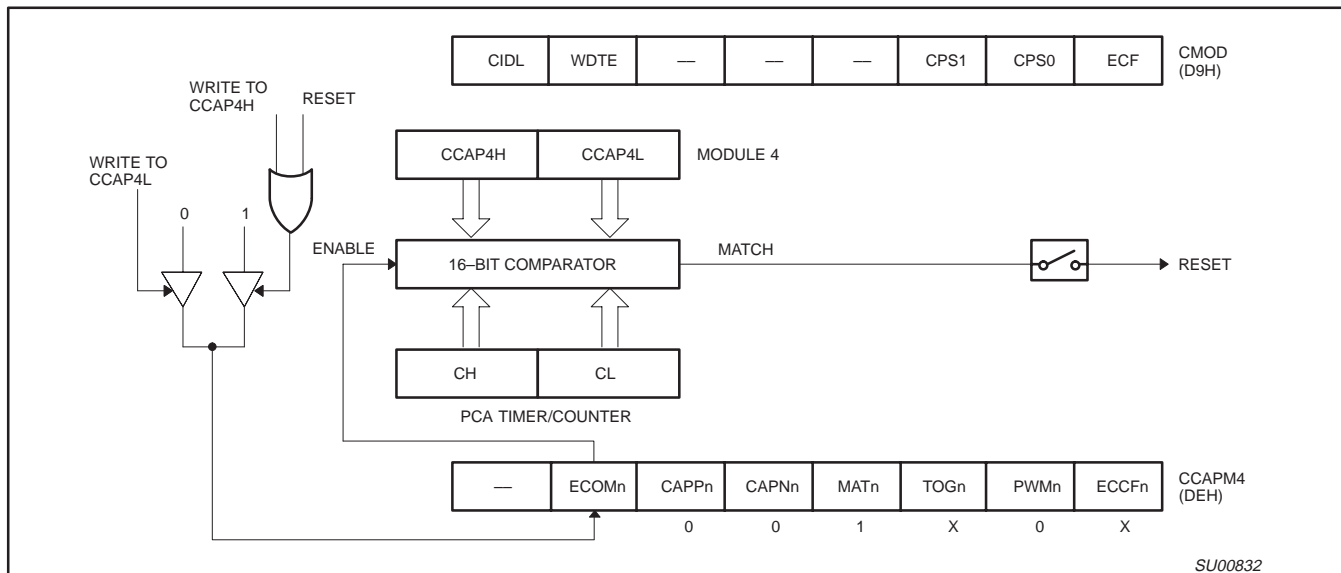 CIDL WDTE — — — CPS1 CPS0 ECF
CMOD
(D9H)
WRITE TO
CCAP4H
RESET
WRITE TO
CCAP4L
CCAP4H CCAP4L
MODULE 4
0 1
ENABLE
16–BIT COMPARATOR
MATCH
RESET
CH CL
PCA TIMER/COUNTER
— ECOMn CAPPn CAPNn MATn TOGn PWMn ECCFn
CCAPM4
(DEH)
0 0 1 X 0 X
SU00832